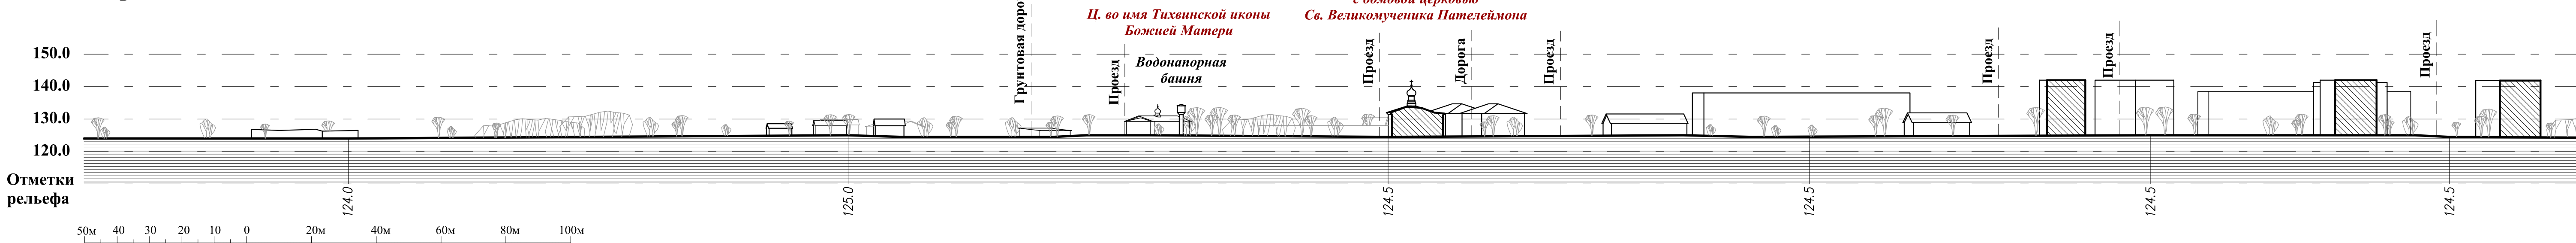 с домовой церковью
Ц. во имя Тихвинской иконы
Божией Матери
Св. Великомученика Пателеймона
Грунтовая доро
Проезд
Водонапорная
башня
Проезд
Дорога
Проезд
Проезд
Проезд
Проезд
150.0
140.0
130.0
120.0
Отметки
рельефа
124.0
125.0
124.5
124.5
124.5
124.5
50м 40 30 20 10 0 20м 40м 60м 80м 100м